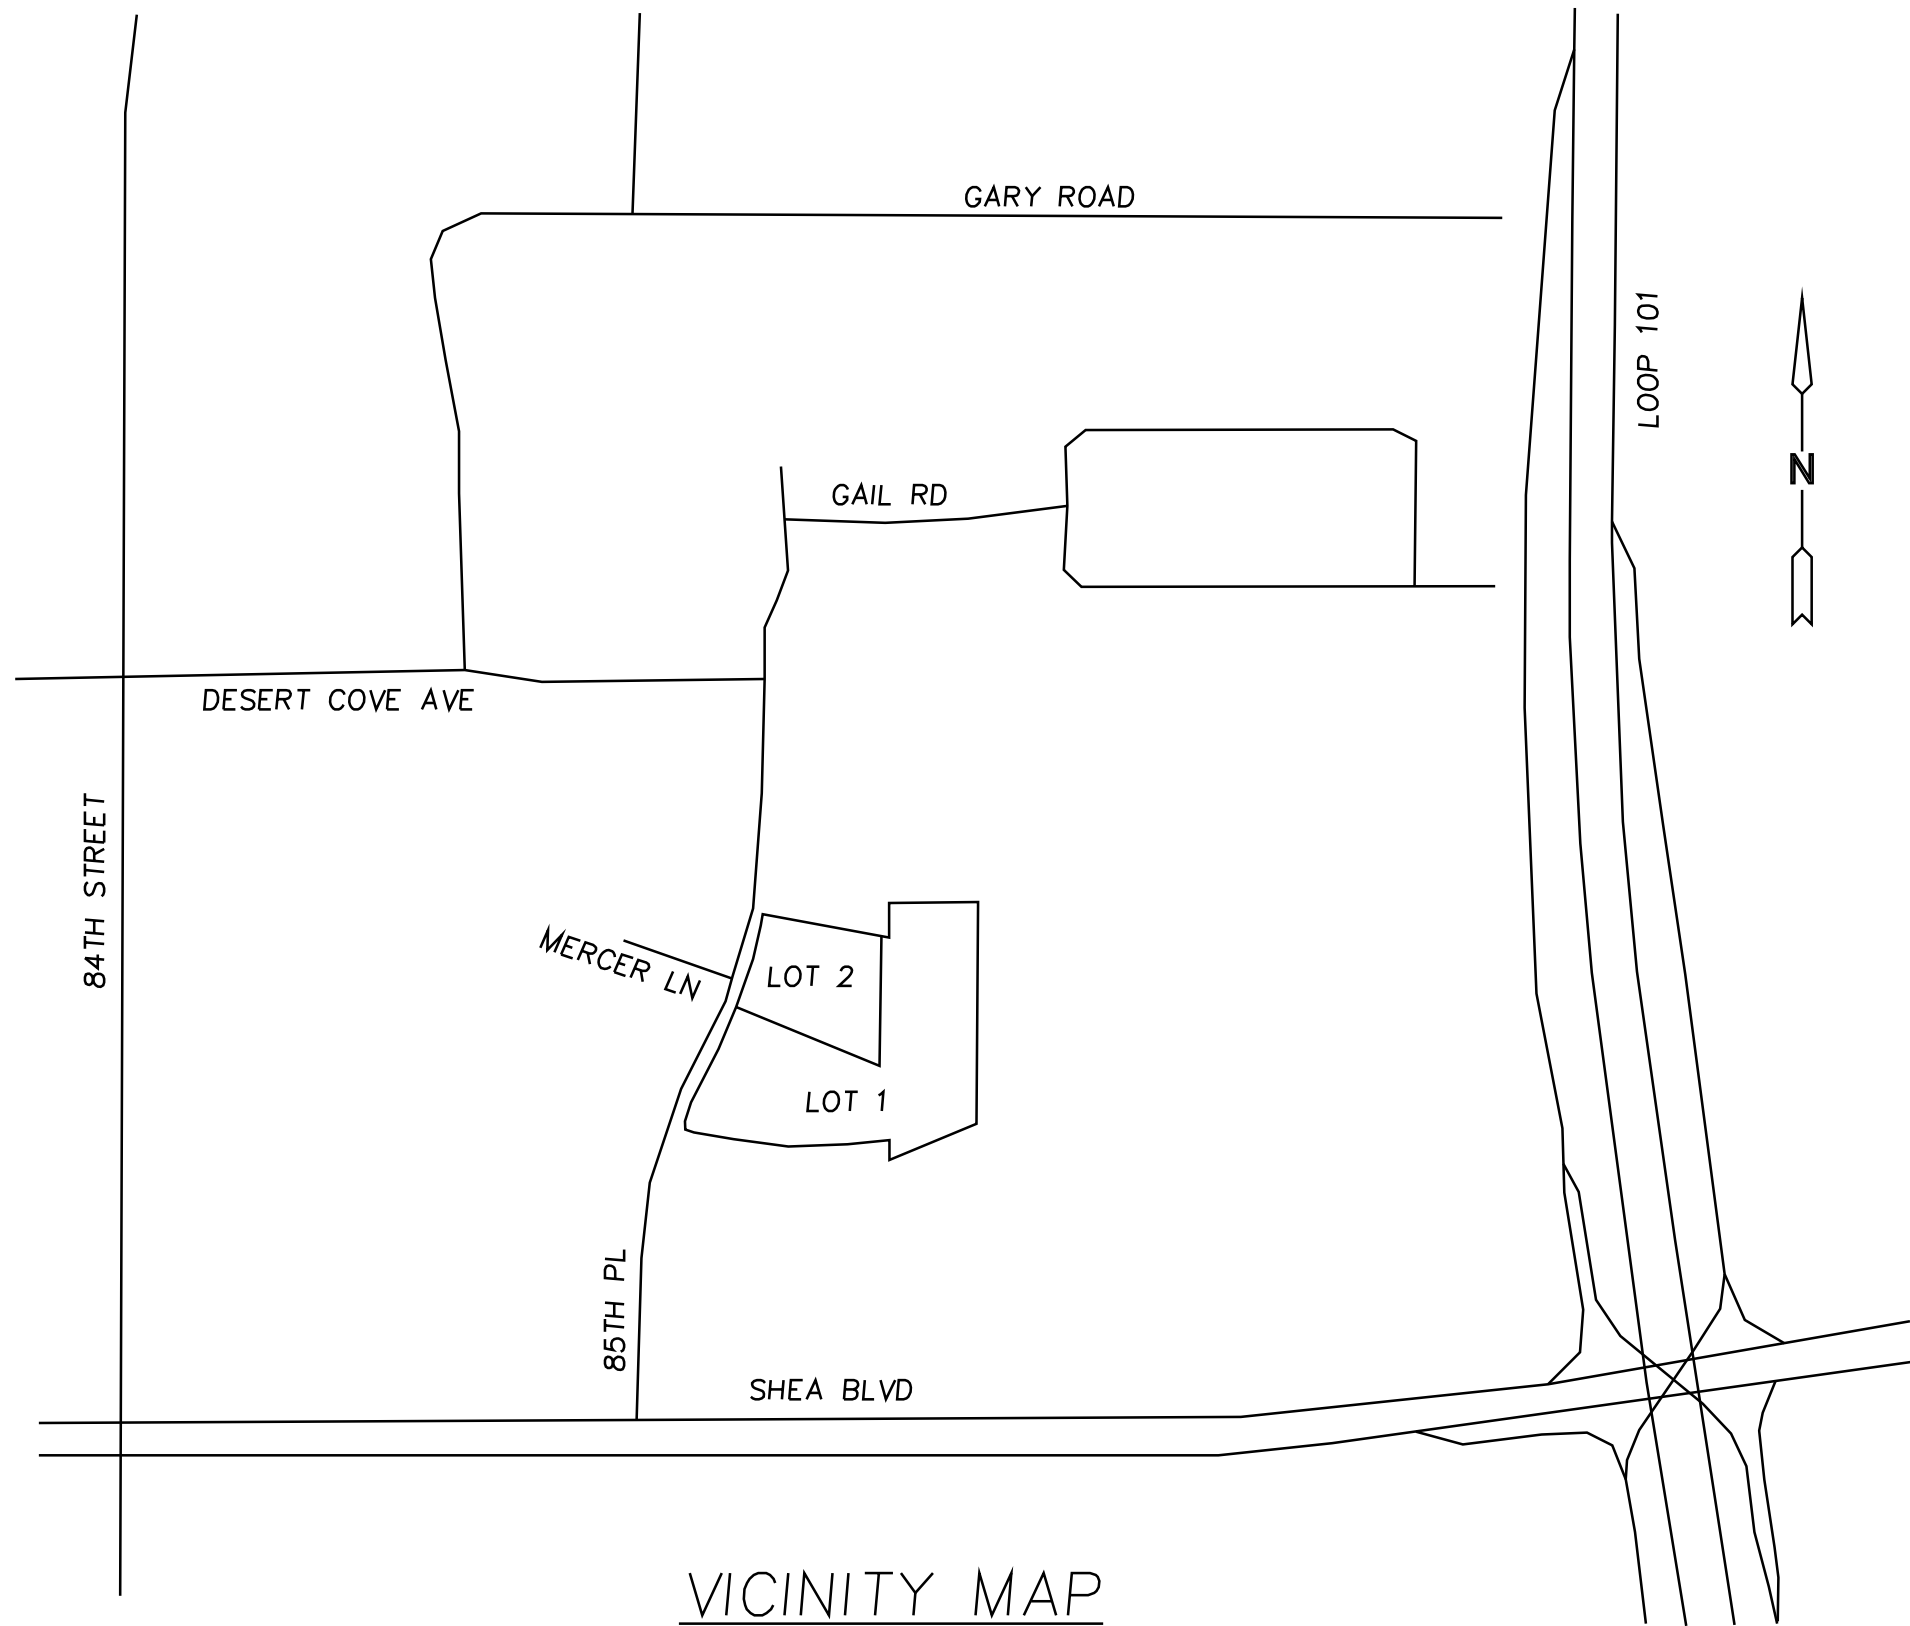 GARY ROAD
LOOP 101
N
GAIL RD
DESERT COVE AVE
84TH STREET
MERCER LN
LOT 2
LOT 1
85TH PL
SHEA BLVD
VICINITY MAP